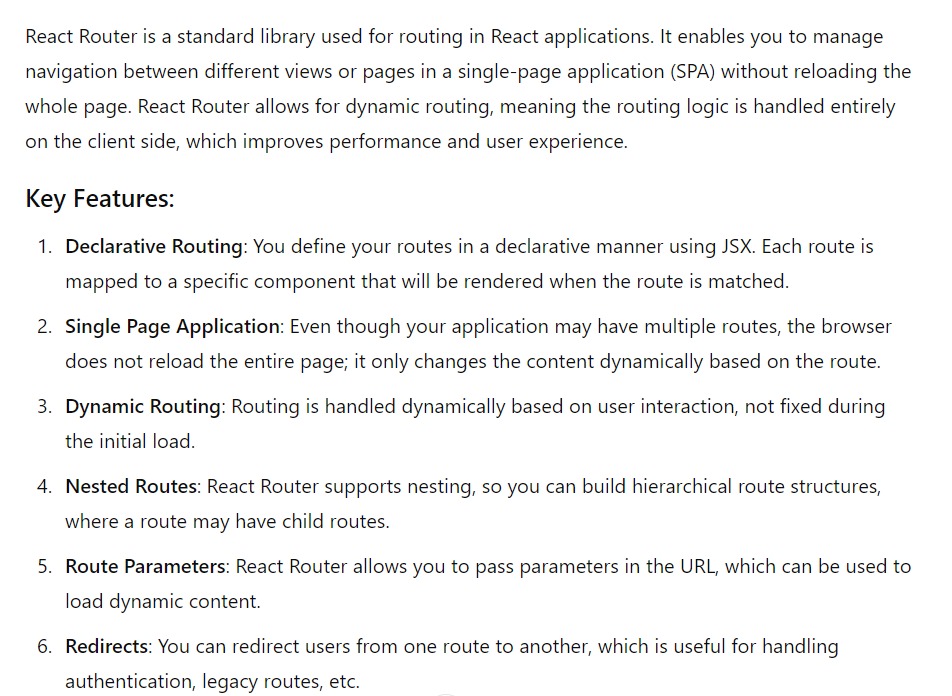 React Router is a standard library used for routing in React applications. It enables you to manage
navigation between different views or pages in a single-page application (SPA) without reloading the
whole page. React Router allows for dynamic routing, meaning the routing logic is handled entirely
on the client side, which improves performance and user experience.
Key Features:
1. Declarative Routing: You define your routes in a declarative manner using JSX. Each route is
mapped to a specific component that will be rendered when the route is matched.
2. Single Page Application: Even though your application may have multiple routes, the browser
does not reload the entire page; it only changes the content dynamically based on the route.
3. Dynamic Routing: Routing is handled dynamically based on user interaction, not fixed during
the initial load.
4. Nested Routes: React Router supports nesting, so you can build hierarchical route structures,
where a route may have child routes.
5. Route Parameters: React Router allows you to pass parameters in the URL, which can be used to
load dynamic content.
6. Redirects: You can redirect users from one route to another, which is useful for handling
authentication, legacy routes, etc.